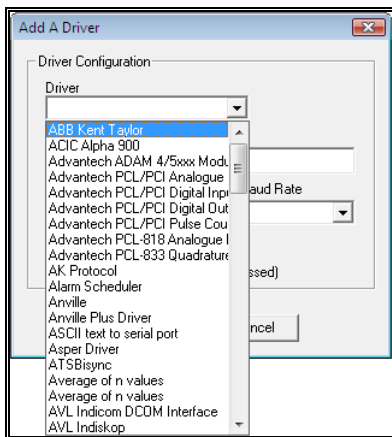 Add A Driver
Driver Configuration
Driver
ABB Kent Taylor
ACIC Alpha 900
Advantech ADAM 4/5xxx Modu
Advantech PCL/PCI Analogue
Advantech PCL/PCI Digital Inpu
aud Rate
Advantech PCL/PCI Digital Out
Advantech PCL/PCI Pulse Cou
Advantech PCL-818 Analogue I
Advantech PCL-833 Quadrature
AK Protocol
ssed)
Alarm Scheduler
Anville
Anville Plus Driver
ASCII text to serial port
ncel
Asper Driver
ATSBisync
Average of n values
Average of n values
AVL Indicom DCOM Interface
AVL Indiskop